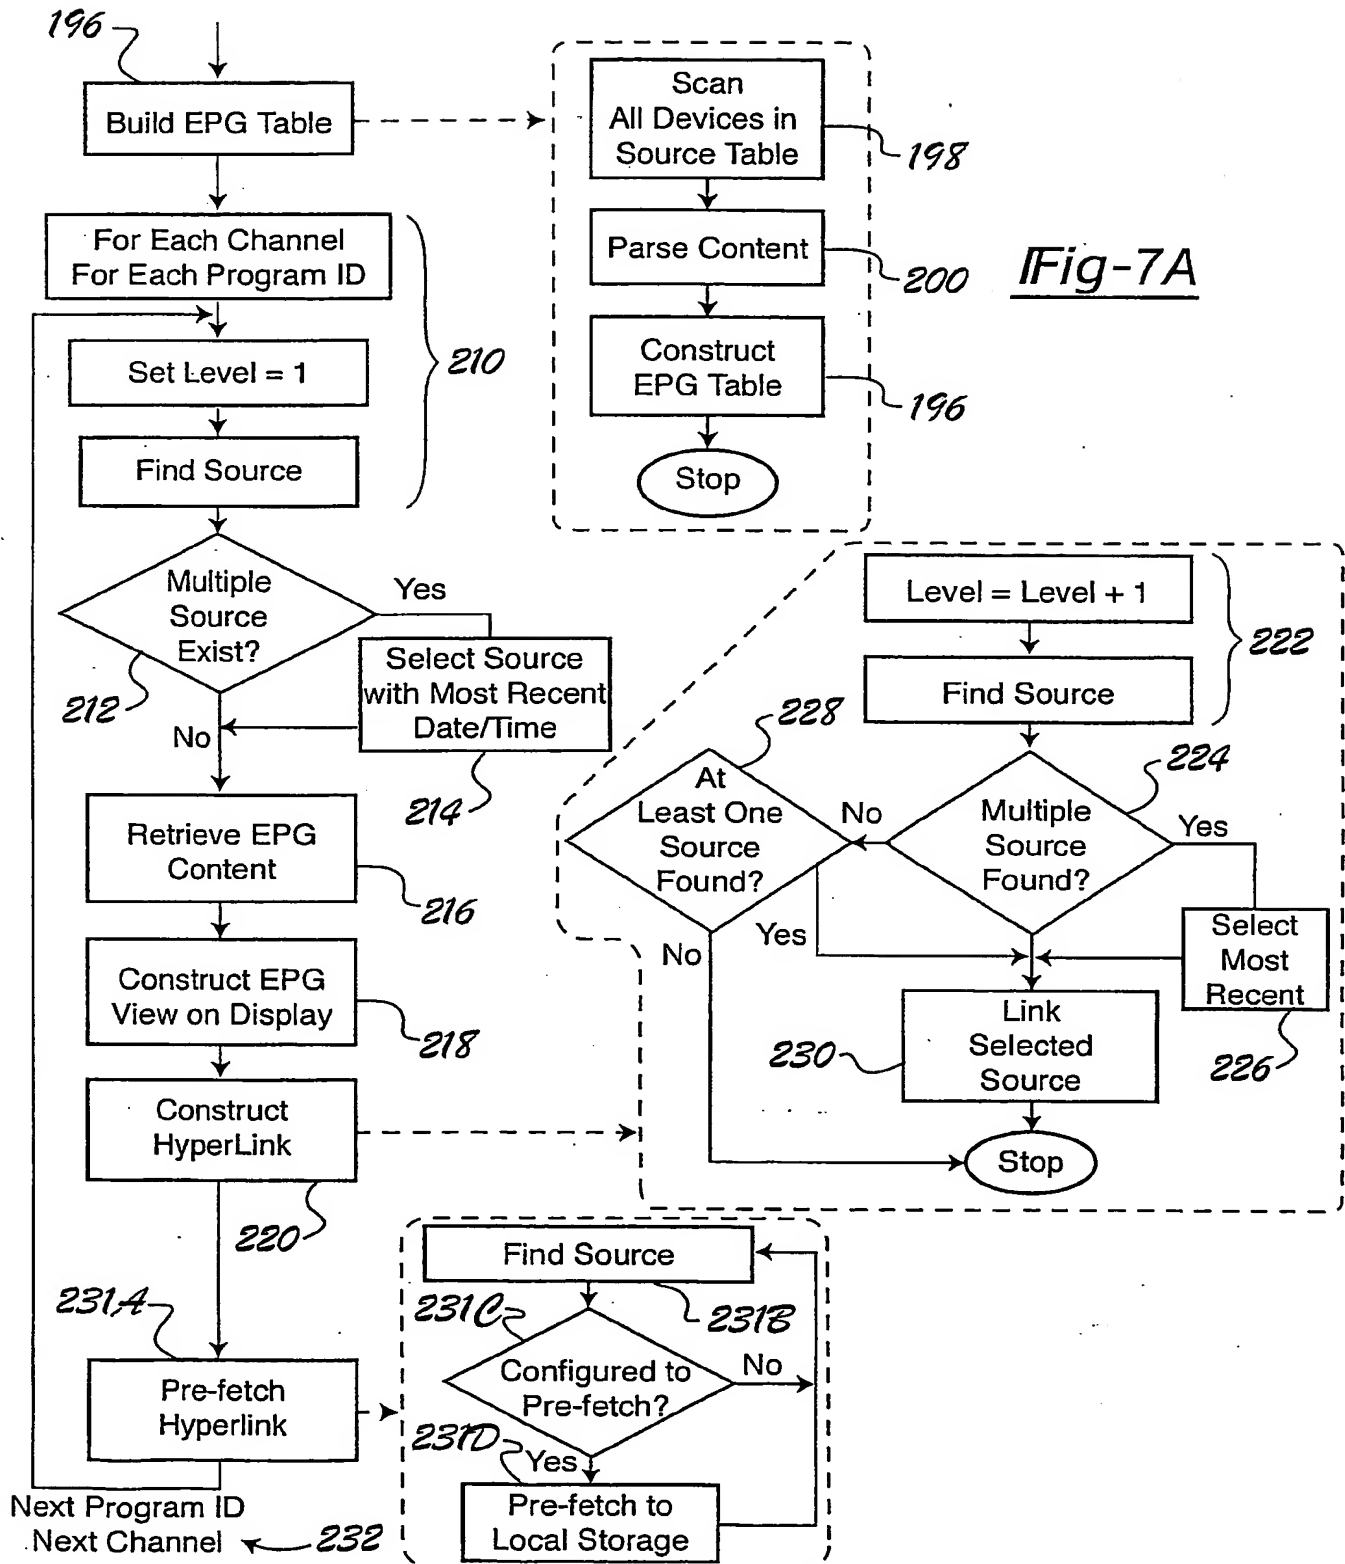 196
Build EPG Table
For Each Channel
For Each Program ID
Set Level = 1
Find Source
210
Multiple
Source
Exist?
Yes
212
No
Select Source
with Most Recent
Date/Time
214
Retrieve EPG
Content
216
Construct EPG
View on Display
218
Construct
HyperLink
220
231A
Pre-fetch
Hyperlink
Next Program ID
Next Channel
232
Scan
All Devices in
Source Table
198
Parse Content
200
Construct
EPG Table
196
Stop
Fig-7A
Level = Level + 1
Find Source
222
228
At
Least One
Source
Found?
No
224
Multiple
Source
Found?
Yes
Yes
No
Select
Most
Recent
226
Link
Selected
Source
230
Stop
Find Source
231B
231C
Configured to
Pre-fetch?
No
231D
Yes
Pre-fetch to
Local Storage